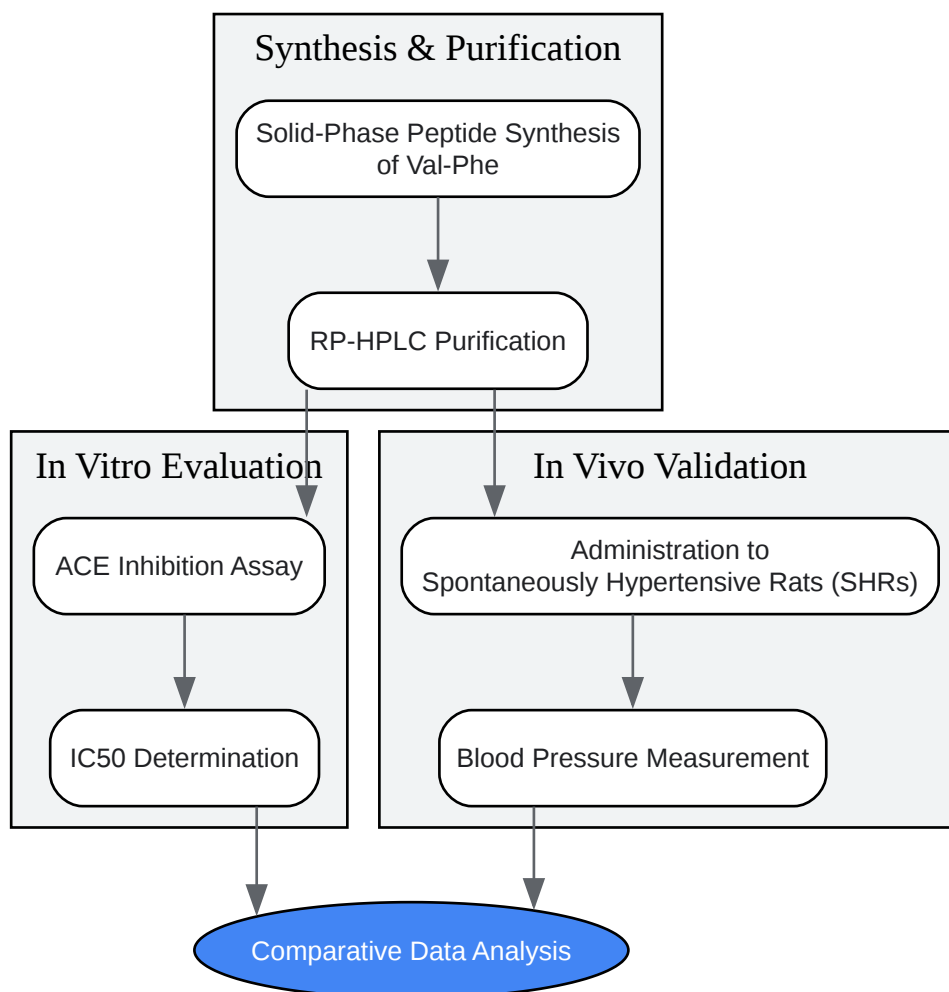 Synthesis & Purification
Solid-Phase Peptide Synthesis
of Val-Phe
RP-HPLC Purification
In Vitro Evaluation
ACE Inhibition Assay
IC50 Determination
In Vivo Validation
Administration to
Spontaneously Hypertensive Rats (SHRs)
Blood Pressure Measurement
Comparative Data Analysis